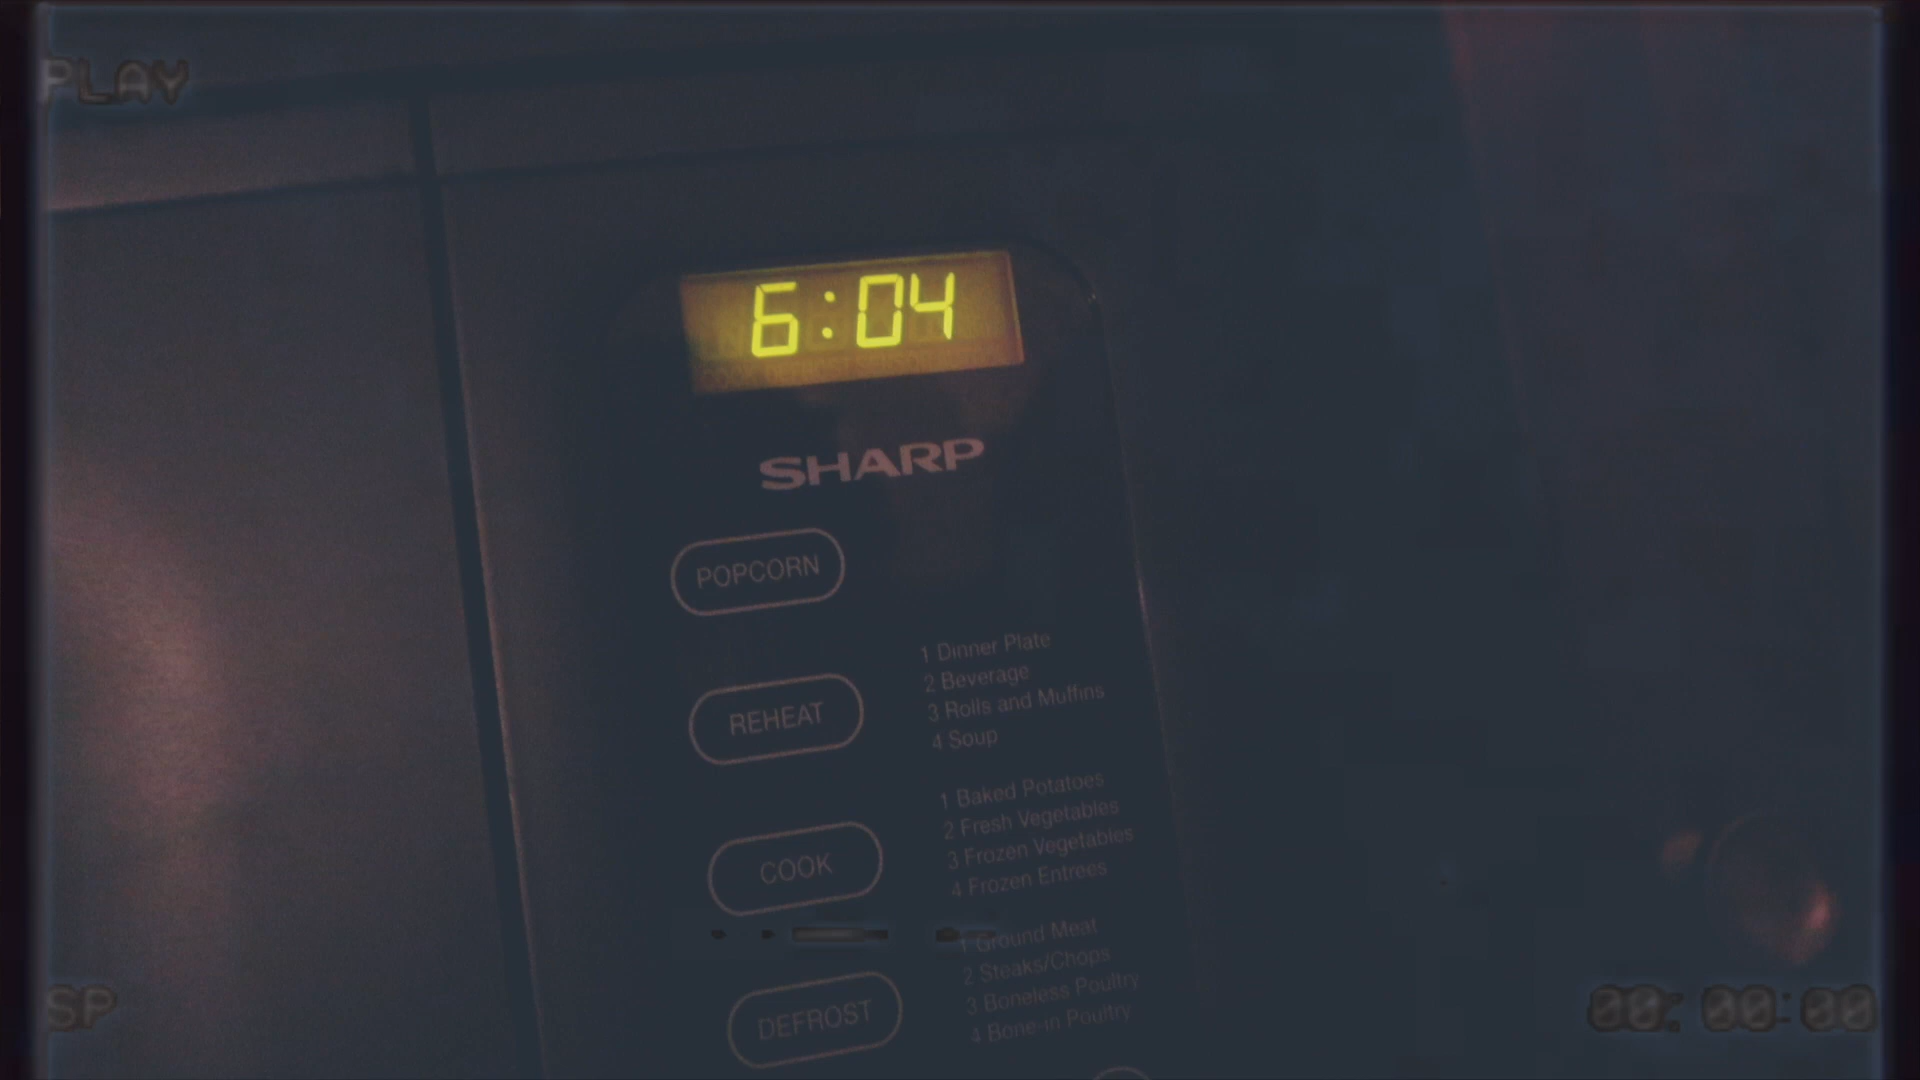 PLAY
6:04
SHARP
POPCORN
REHEAT
1 Dinner Plate
2 Beverage
3 Rolls and Muffins
4 Soup
COOK
1 Baked Potatoes
2 Fresh Vegetables
3 Frozen Vegetables
4 Frozen Entrees
DEFROST
1 Ground Meat
2 Steaks/Chops
3 Boneless Poultry
4 Bone-in Poultry
SP
00:00:00